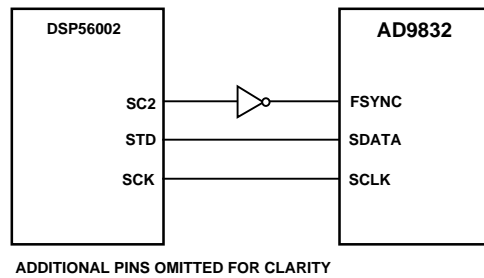 DSP56002
AD9832
SC2
FSYNC
STD
SDATA
SCK
SCLK
ADDITIONAL PINS OMITTED FOR CLARITY